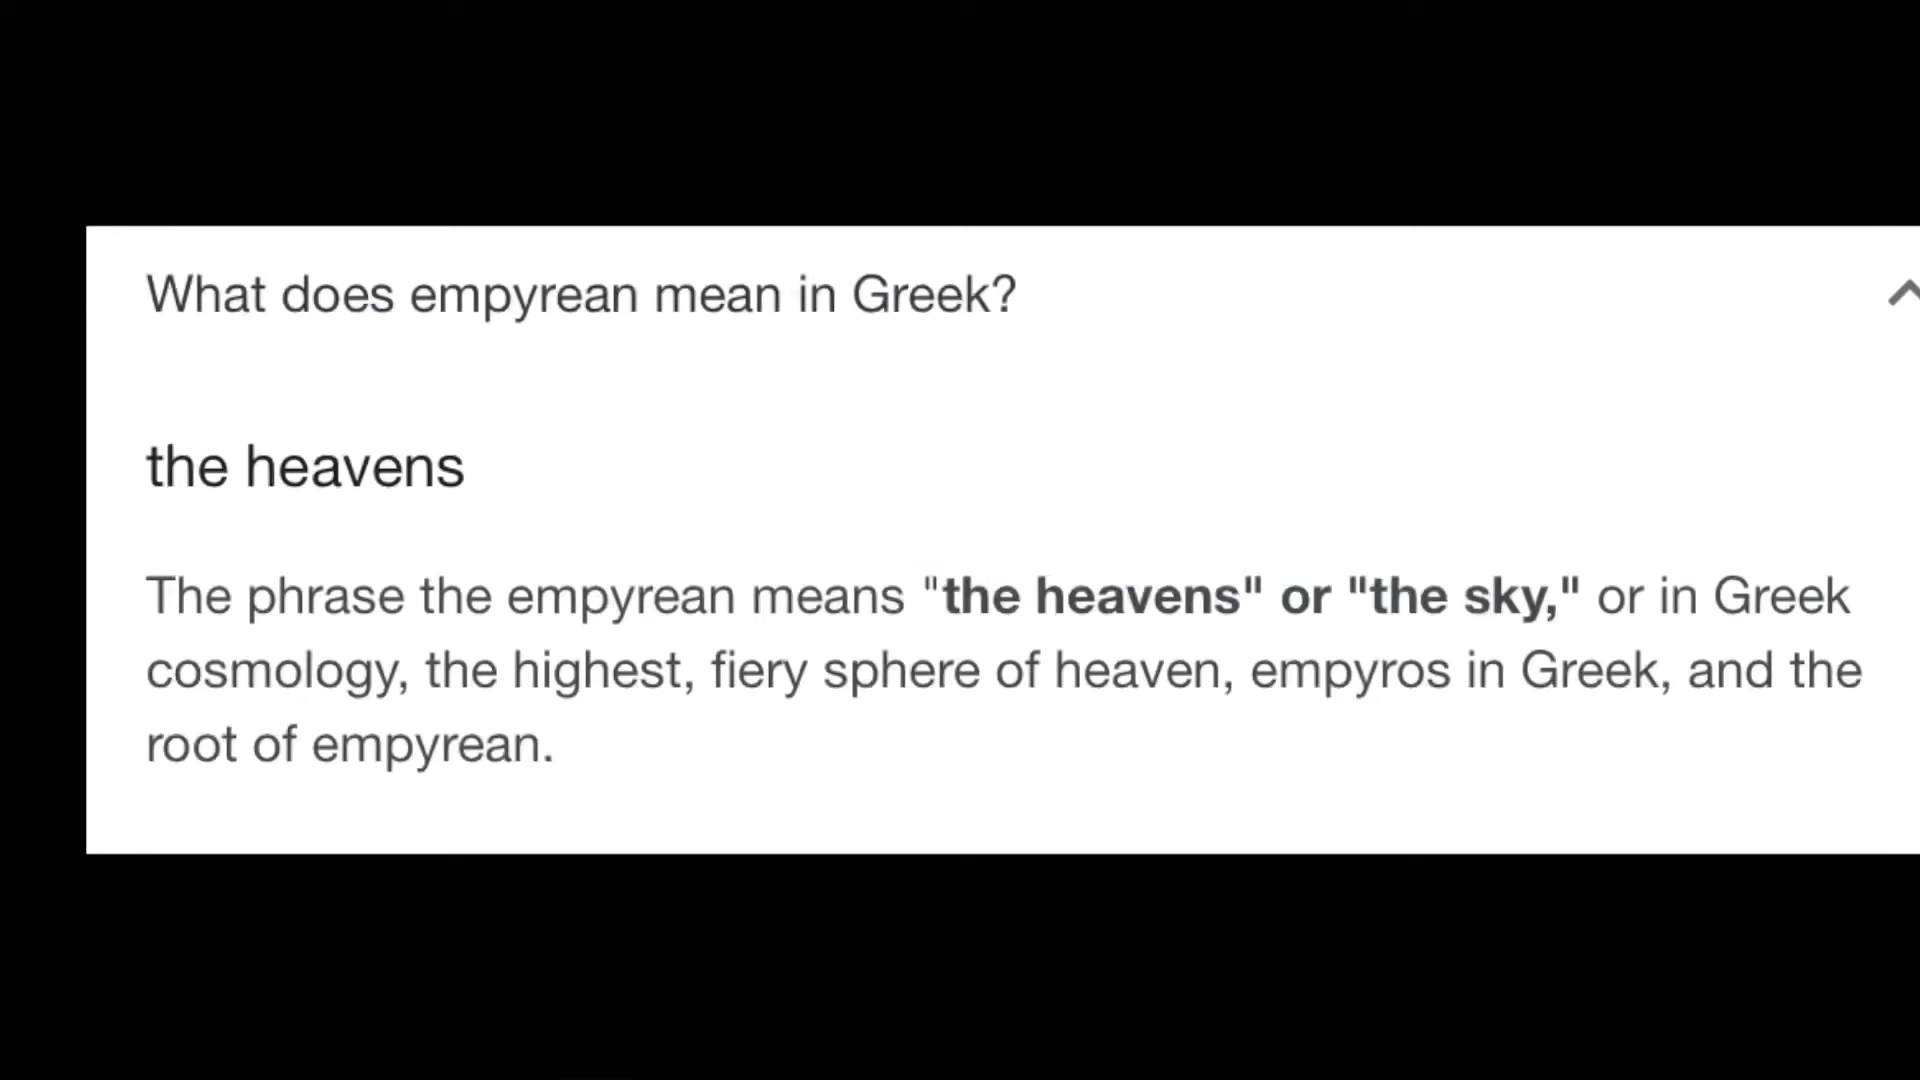 What does empyrean mean in Greek?
the heavens
The phrase the empyrean means "the heavens" or "the sky," or in Greek
cosmology, the highest, fiery sphere of heaven, empyros in Greek, and the
root of empyrean.